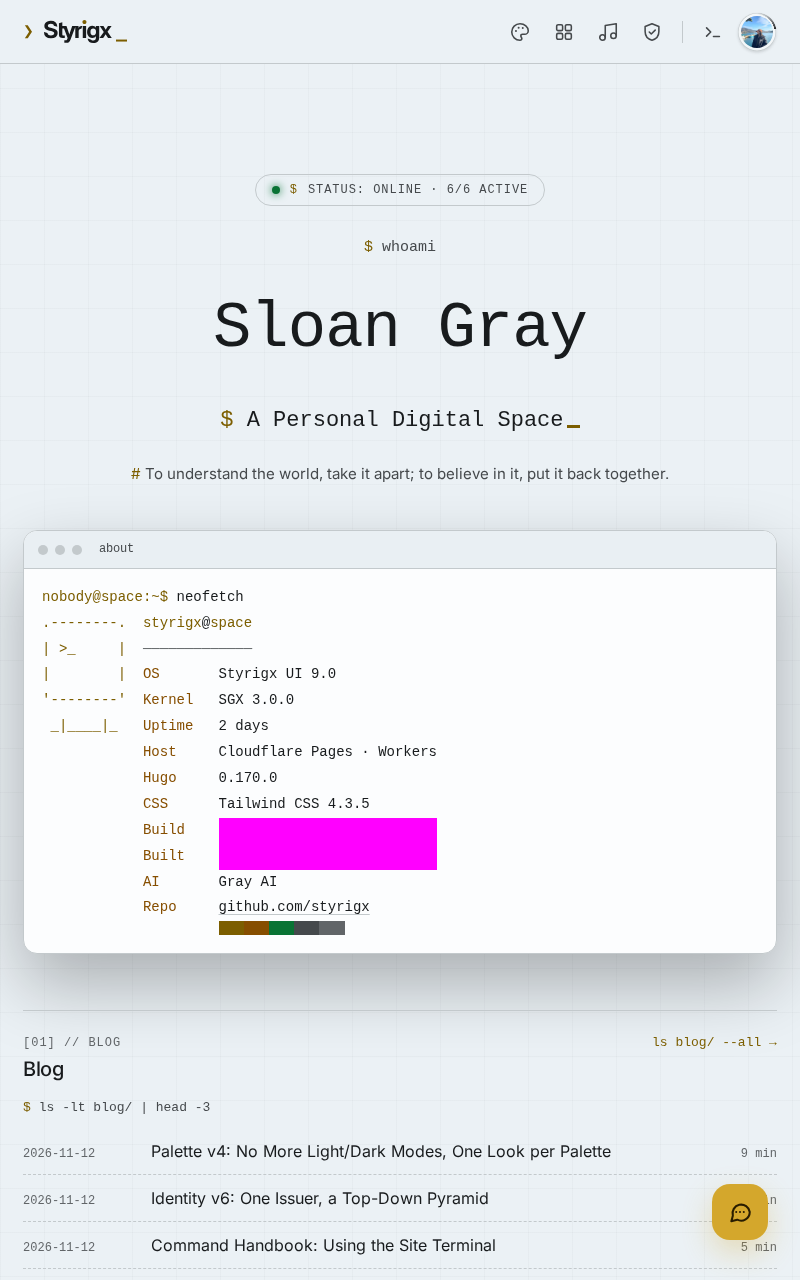 ❯ Styrigx _
$ STATUS: ONLINE · 6/6 ACTIVE
$ whoami
Sloan Gray
$ A Personal Digital Space_
# To understand the world, take it apart; to believe in it, put it back together.
about
nobody@space:~$ neofetch
.--------. styrigx@space
| >_     | ─────────────
|        | OS Styrigx UI 9.0
'--------' Kernel SGX 3.0.0
_|____|_ Uptime 2 days
Host Cloudflare Pages · Workers
Hugo 0.170.0
CSS Tailwind CSS 4.3.5
Build
Built
AI Gray AI
Repo github.com/styrigx
[01] // BLOG
ls blog/ --all →
Blog
$ ls -lt blog/ | head -3
2026-11-12 Palette v4: No More Light/Dark Modes, One Look per Palette 9 min
2026-11-12 Identity v6: One Issuer, a Top-Down Pyramid
2026-11-12 Command Handbook: Using the Site Terminal 5 min